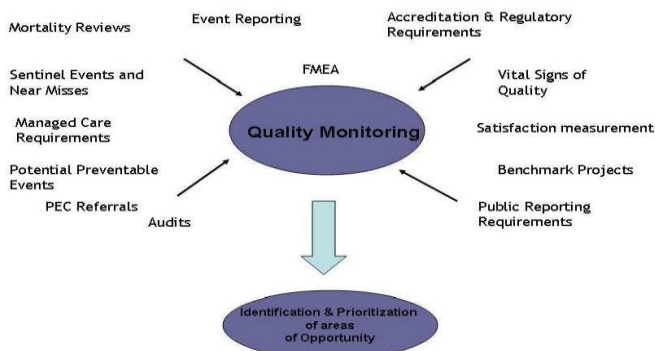 Mortality Reviews
Event Reporting
Accreditation & Regulatory
Requirements
FMEA
Sentinel Events and
Near Misses
Vital Signs of
Quality
Managed Care
Requirements
Quality Monitoring
Satisfaction measurement
Potential Preventable
Events
Benchmark Projects
PEC Referrals
Audits
Public Reporting
Requirements
Identification & Prioritization
of areas
of Opportunity